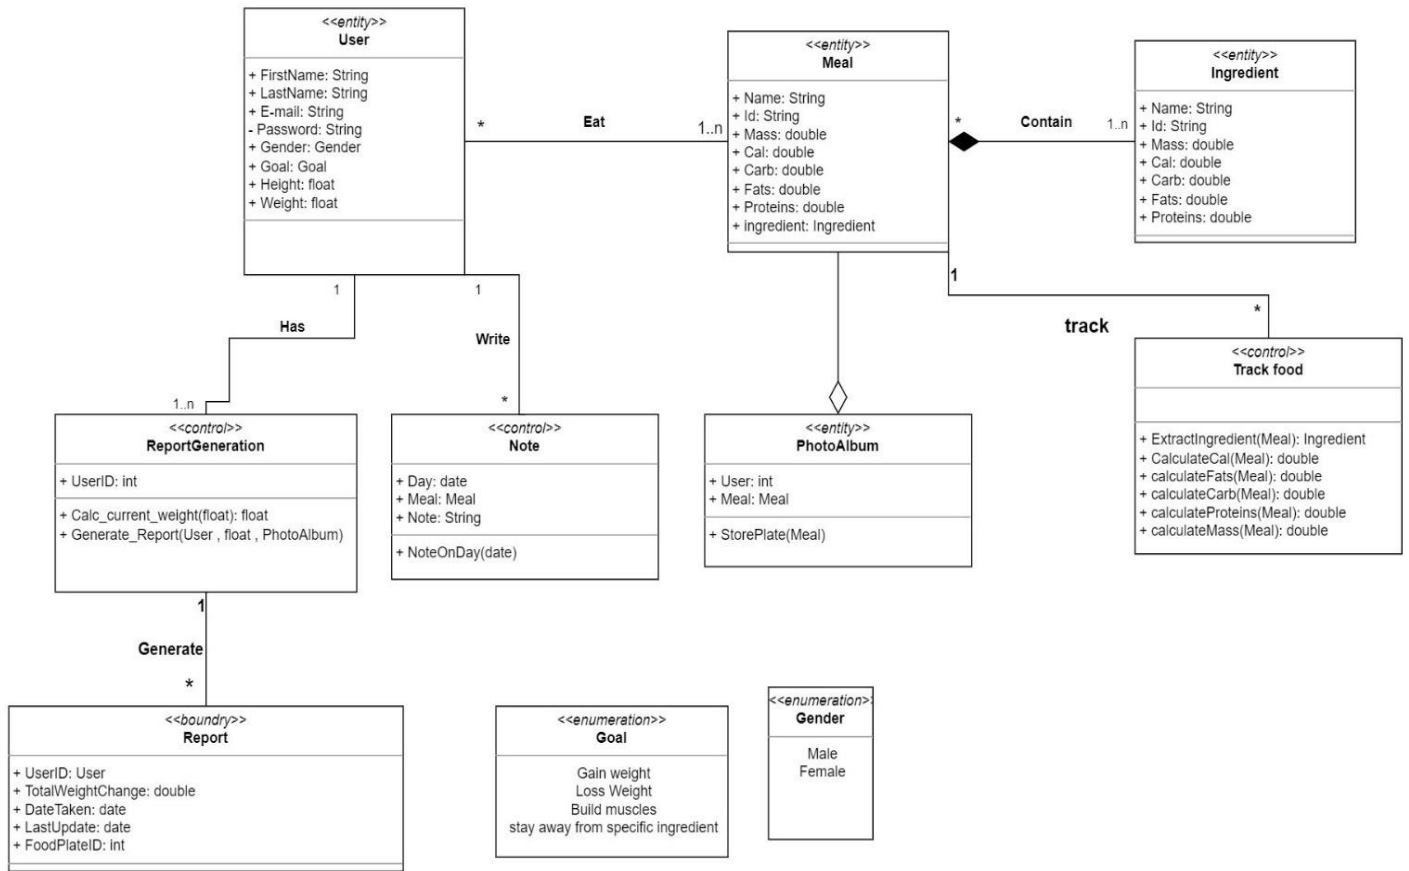 <<entity>>
User
+ FirstName: String
+ LastName: String
+ E-mail: String
- Password: String
+ Gender: Gender
+ Goal: Goal
+ Height: float
+ Weight: float
* Eat 1..n
<<entity>>
Meal
+ Name: String
+ Id: String
+ Mass: double
+ Cal: double
+ Carb: double
+ Fats: double
+ Proteins: double
+ ingredient: Ingredient
* Contain 1..n
<<entity>>
Ingredient
+ Name: String
+ Id: String
+ Mass: double
+ Cal: double
+ Carb: double
+ Fats: double
+ Proteins: double
1
Has
1..n
1
Write
*
1
track
*
<<control>>
ReportGeneration
+ UserID: int
+ Calc_current_weight(float): float
+ Generate_Report(User , float , PhotoAlbum)
<<control>>
Note
+ Day: date
+ Meal: Meal
+ Note: String
+ NoteOnDay(date)
<<entity>>
PhotoAlbum
+ User: int
+ Meal: Meal
+ StorePlate(Meal)
<<control>>
Track food
+ ExtractIngredient(Meal): Ingredient
+ CalculateCal(Meal): double
+ calculateFats(Meal): double
+ calculateCarb(Meal): double
+ calculateProteins(Meal): double
+ calculateMass(Meal): double
1
Generate
*
<<boundry>>
Report
+ UserID: User
+ TotalWeightChange: double
+ DateTaken: date
+ LastUpdate: date
+ FoodPlateID: int
<<enumeration>>
Goal
Gain weight
Loss Weight
Build muscles
stay away from specific ingredient
<<enumeration>>
Gender
Male
Female